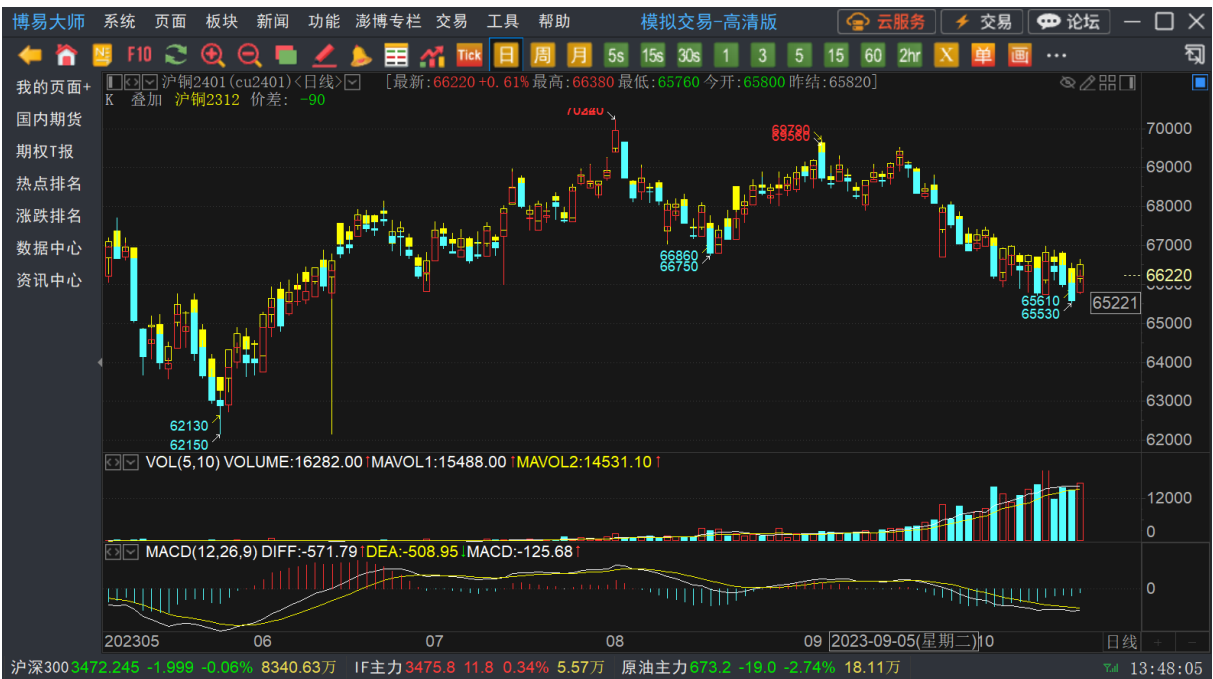 博易大师 系统 页面 板块 新闻 功能 澎博专栏 交易 工具 帮助 模拟交易-高清版 云服务 交易 论坛
F10 Tick 日 周 月 5s 15s 30s 1 3 5 15 60 2hr X 单 画 ...
我的页面+
国内期货
期权T报
热点排名
涨跌排名
数据中心
资讯中心
沪铜2401(cu2401)<日线> [最新:66220 +0.61% 最高:66380 最低:65760 今开:65800 昨结:65820]
K 叠加 沪铜2312 价差: -90
70000
69000
68000
67000
66220
65221
65000
64000
63000
62000
66860
66750
65610
65530
62130
62150
VOL(5,10) VOLUME:16282.00↑MAVOL1:15488.00↑MAVOL2:14531.10↑
12000
0
MACD(12,26,9) DIFF:-571.79↑DEA:-508.95↓MACD:-125.68↑
0
202305 06 07 08 09 2023-09-05(星期二) 10 日线 + -
沪深300 3472.245 -1.999 -0.06% 8340.63万 IF主力 3475.8 11.8 0.34% 5.57万 原油主力 673.2 -19.0 -2.74% 18.11万 13:48:05